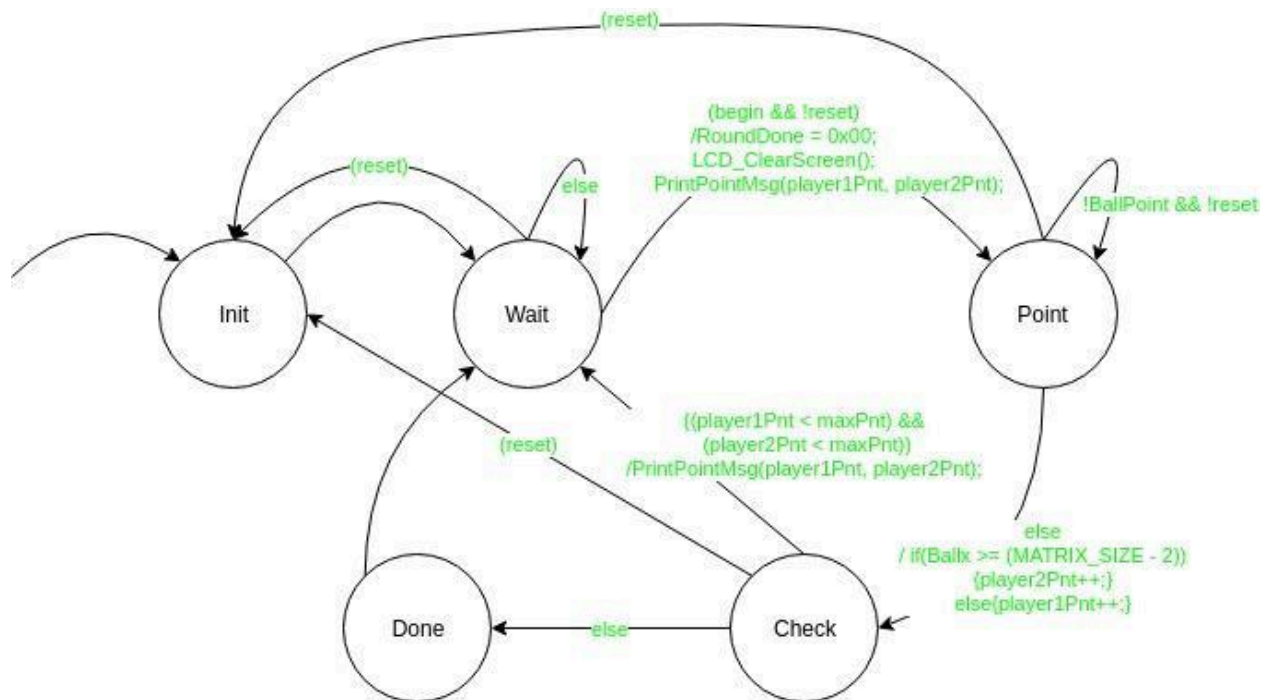 (reset)
(begin && !reset)
/RoundDone = 0x00;
LCD_ClearScreen();
PrintPointMsg(player1Pnt, player2Pnt);
(reset)
else
!BallPoint && !reset
Init
Wait
Point
((player1Pnt < maxPnt) &&
(player2Pnt < maxPnt))
/PrintPointMsg(player1Pnt, player2Pnt);
(reset)
else
/ if(Ballx >= (MATRIX_SIZE - 2))
{player2Pnt++;}
else{player1Pnt++;}
Done
else
Check